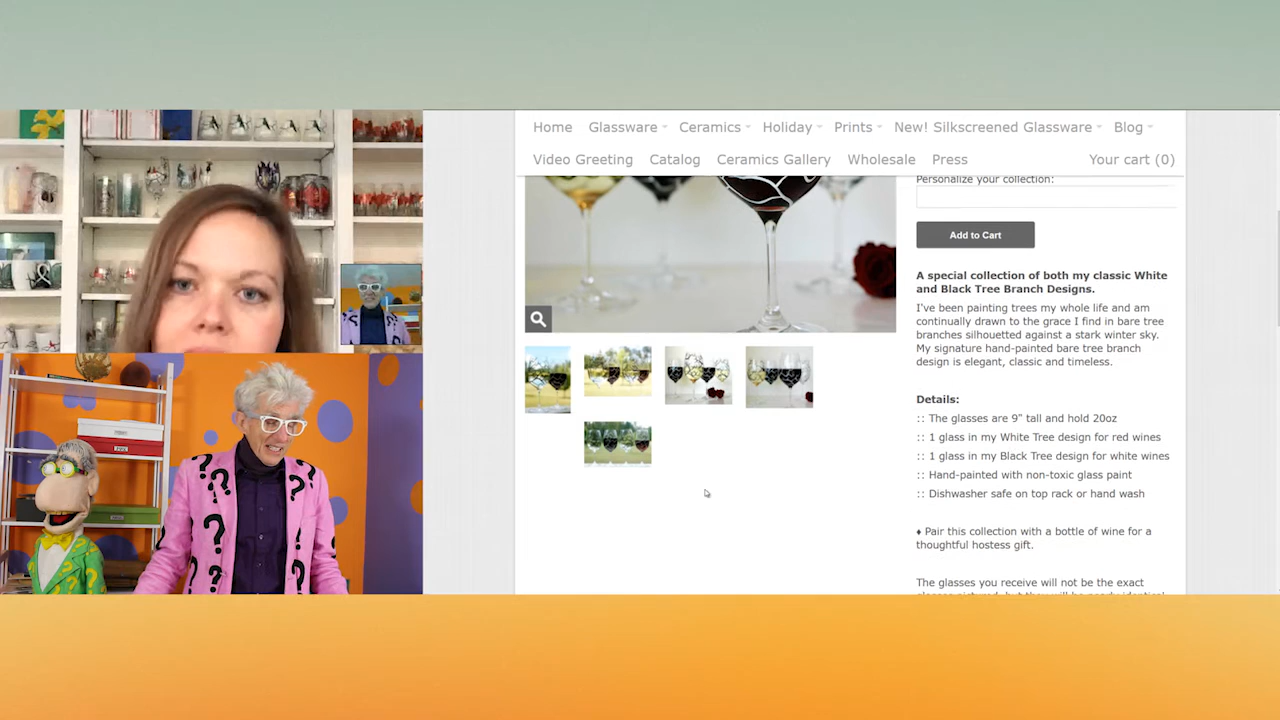 Home Glassware Ceramics Holiday Prints New! Silkscreened Glassware Blog
Video Greeting Catalog Ceramics Gallery Wholesale Press Your cart (0)
Personalize your collection:
Add to Cart
A special collection of both my classic White
and Black Tree Branch Designs.
I've been painting trees my whole life and am
continually drawn to the grace I find in bare tree
branches silhouetted against a stark winter sky.
My signature hand-painted bare tree branch
design is elegant, classic and timeless.
Details:
:: The glasses are 9" tall and hold 20oz
:: 1 glass in my White Tree design for red wines
:: 1 glass in my Black Tree design for white wines
:: Hand-painted with non-toxic glass paint
:: Dishwasher safe on top rack or hand wash
♦ Pair this collection with a bottle of wine for a
thoughtful hostess gift.
The glasses you receive will not be the exact